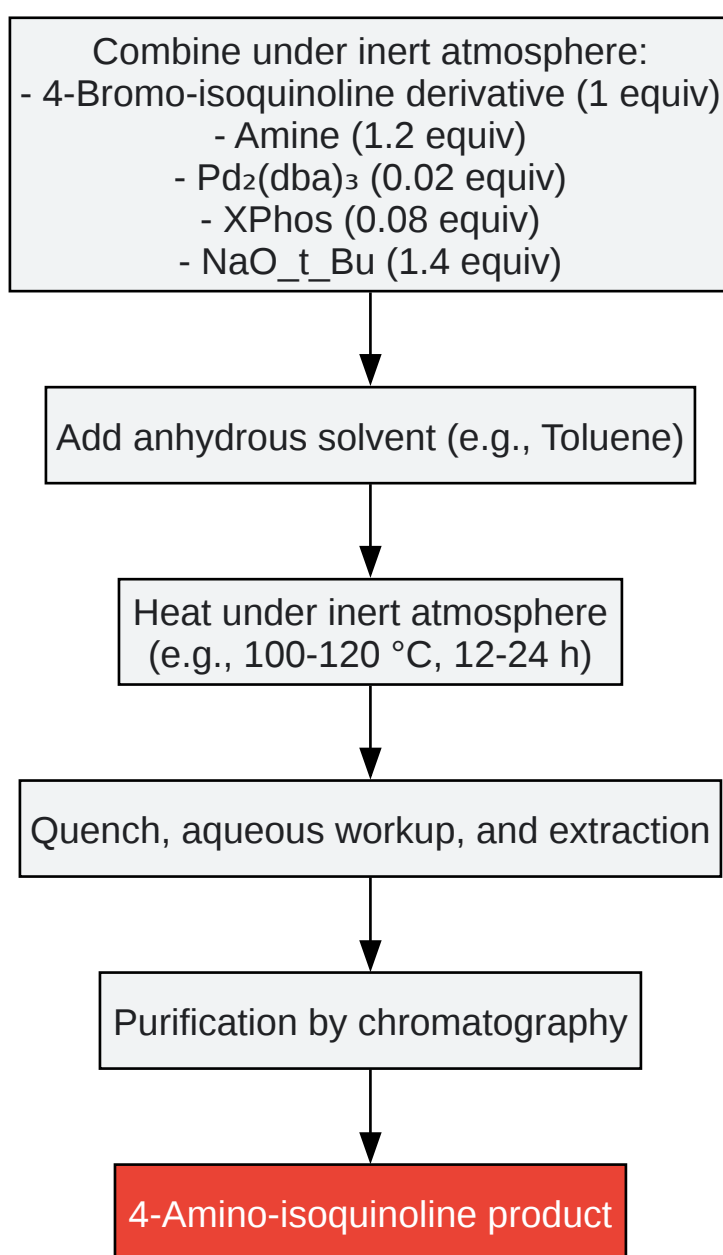 Combine under inert atmosphere:
- 4-Bromo-isoquinoline derivative (1 equiv)
- Amine (1.2 equiv)
- Pd₂(dba)₃ (0.02 equiv)
- XPhos (0.08 equiv)
- NaO_t_Bu (1.4 equiv)
Add anhydrous solvent (e.g., Toluene)
Heat under inert atmosphere
(e.g., 100-120 °C, 12-24 h)
Quench, aqueous workup, and extraction
Purification by chromatography
4-Amino-isoquinoline product